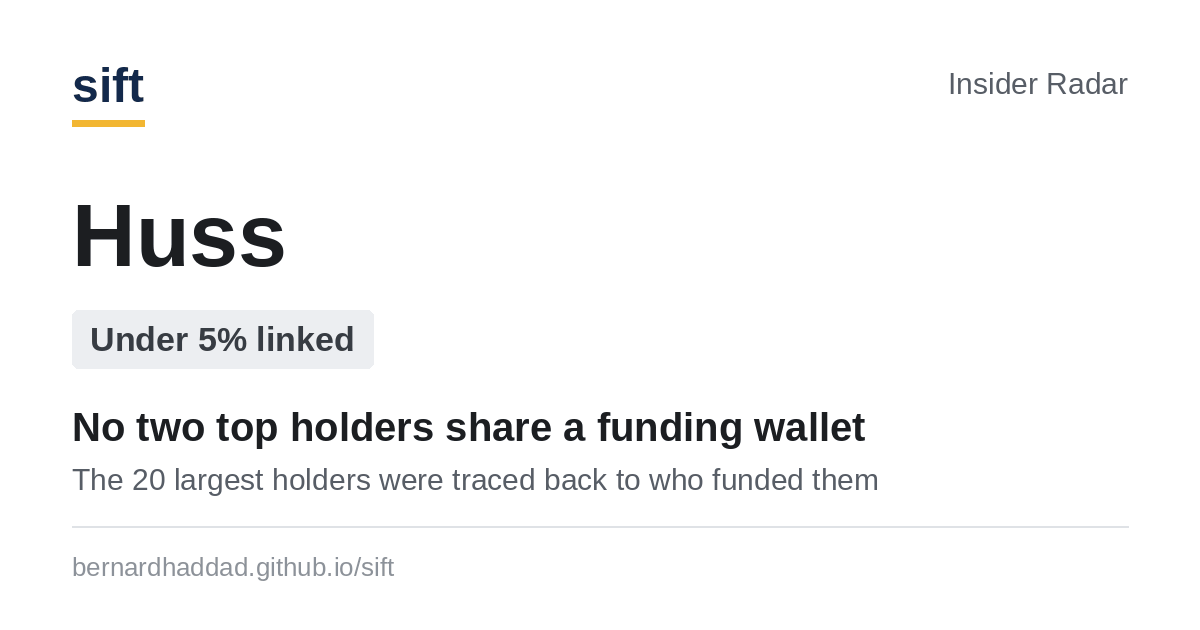 sift
Insider Radar
Huss
Under 5% linked
No two top holders share a funding wallet
The 20 largest holders were traced back to who funded them
bernardhaddad.github.io/sift